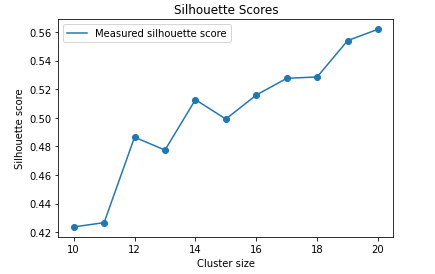 Silhouette Scores
Measured silhouette score
0.56
0.54
0.52
0.50
0.48
0.46
0.44
0.42
Silhouette score
10 12 14 16 18 20
Cluster size